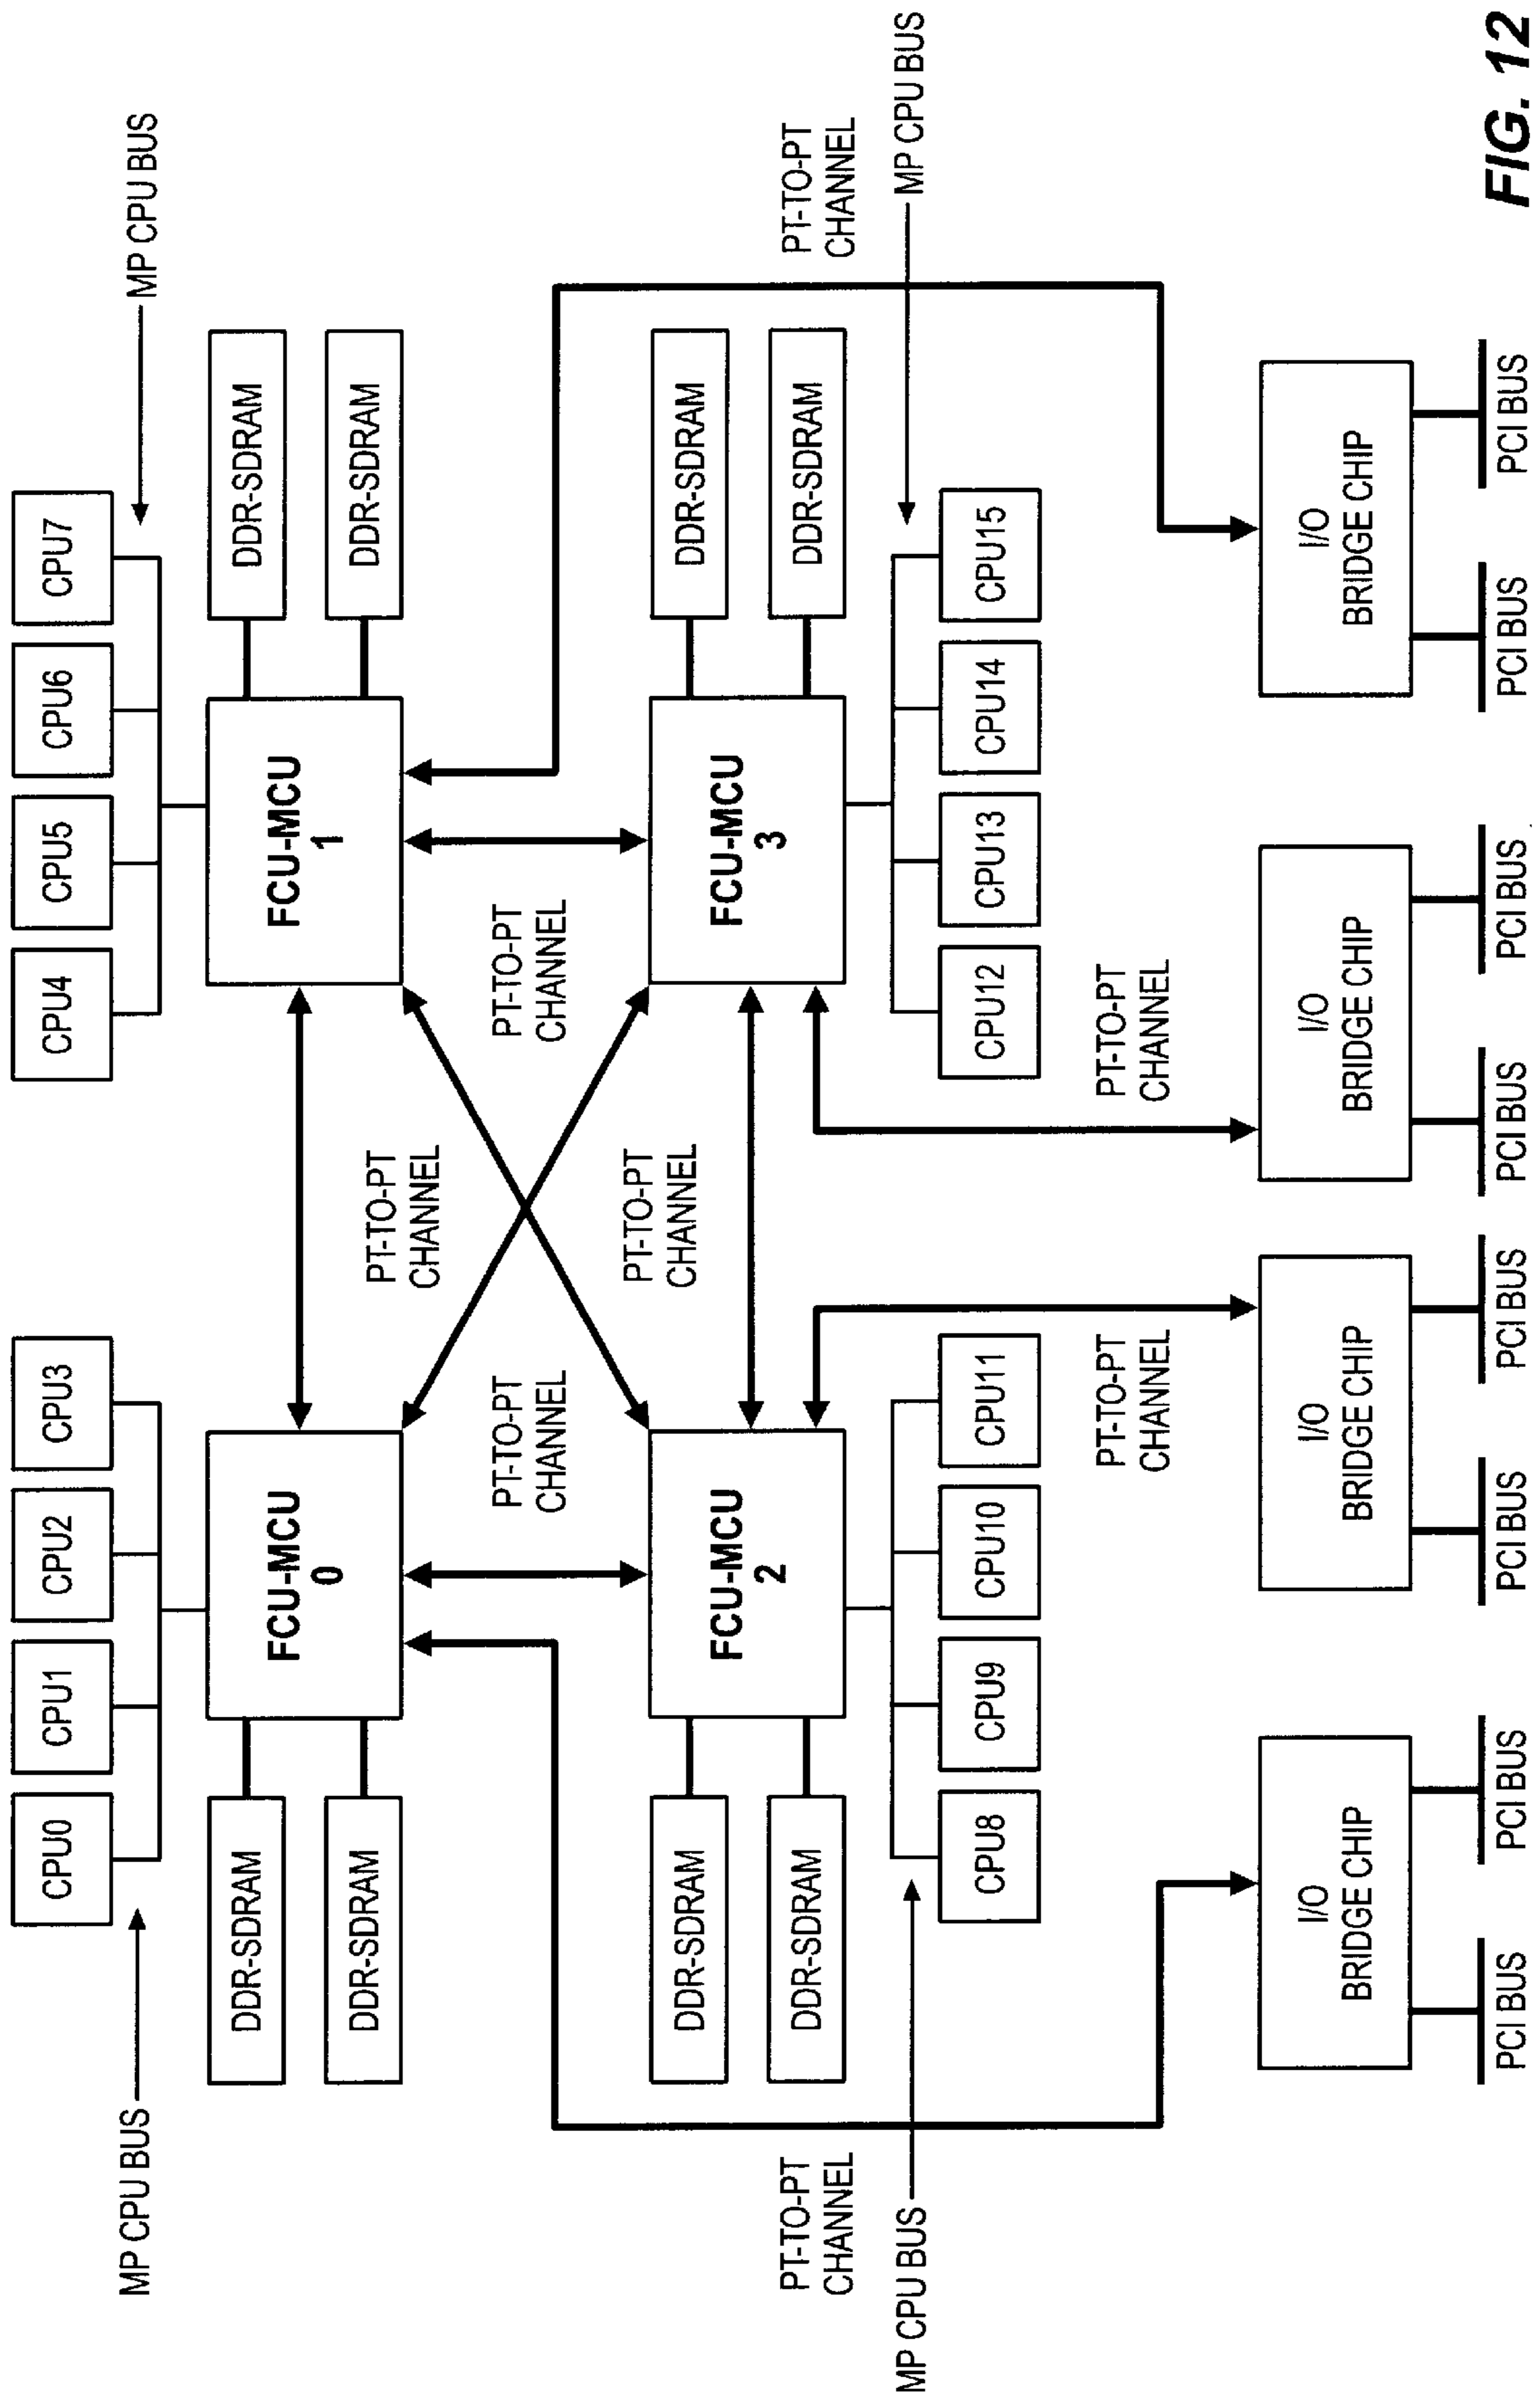 CPU0
CPU1
CPU2
CPU3
CPU4
CPU5
CPU6
CPU7
MP CPU BUS
MP CPU BUS
DDR-SDRAM
DDR-SDRAM
FCU-MCU
0
FCU-MCU
1
DDR-SDRAM
DDR-SDRAM
PT-TO-PT
CHANNEL
PT-TO-PT
CHANNEL
PT-TO-PT
CHANNEL
PT-TO-PT
CHANNEL
DDR-SDRAM
DDR-SDRAM
FCU-MCU
2
FCU-MCU
3
DDR-SDRAM
DDR-SDRAM
PT-TO-PT
CHANNEL
PT-TO-PT
CHANNEL
MP CPU BUS
MP CPU BUS
CPU8
CPU9
CPU10
CPU11
CPU12
CPU13
CPU14
CPU15
PT-TO-PT
CHANNEL
PT-TO-PT
CHANNEL
I/O
BRIDGE CHIP
I/O
BRIDGE CHIP
I/O
BRIDGE CHIP
I/O
BRIDGE CHIP
PCI BUS
PCI BUS
PCI BUS
PCI BUS
PCI BUS
PCI BUS
PCI BUS
PCI BUS
FIG. 12